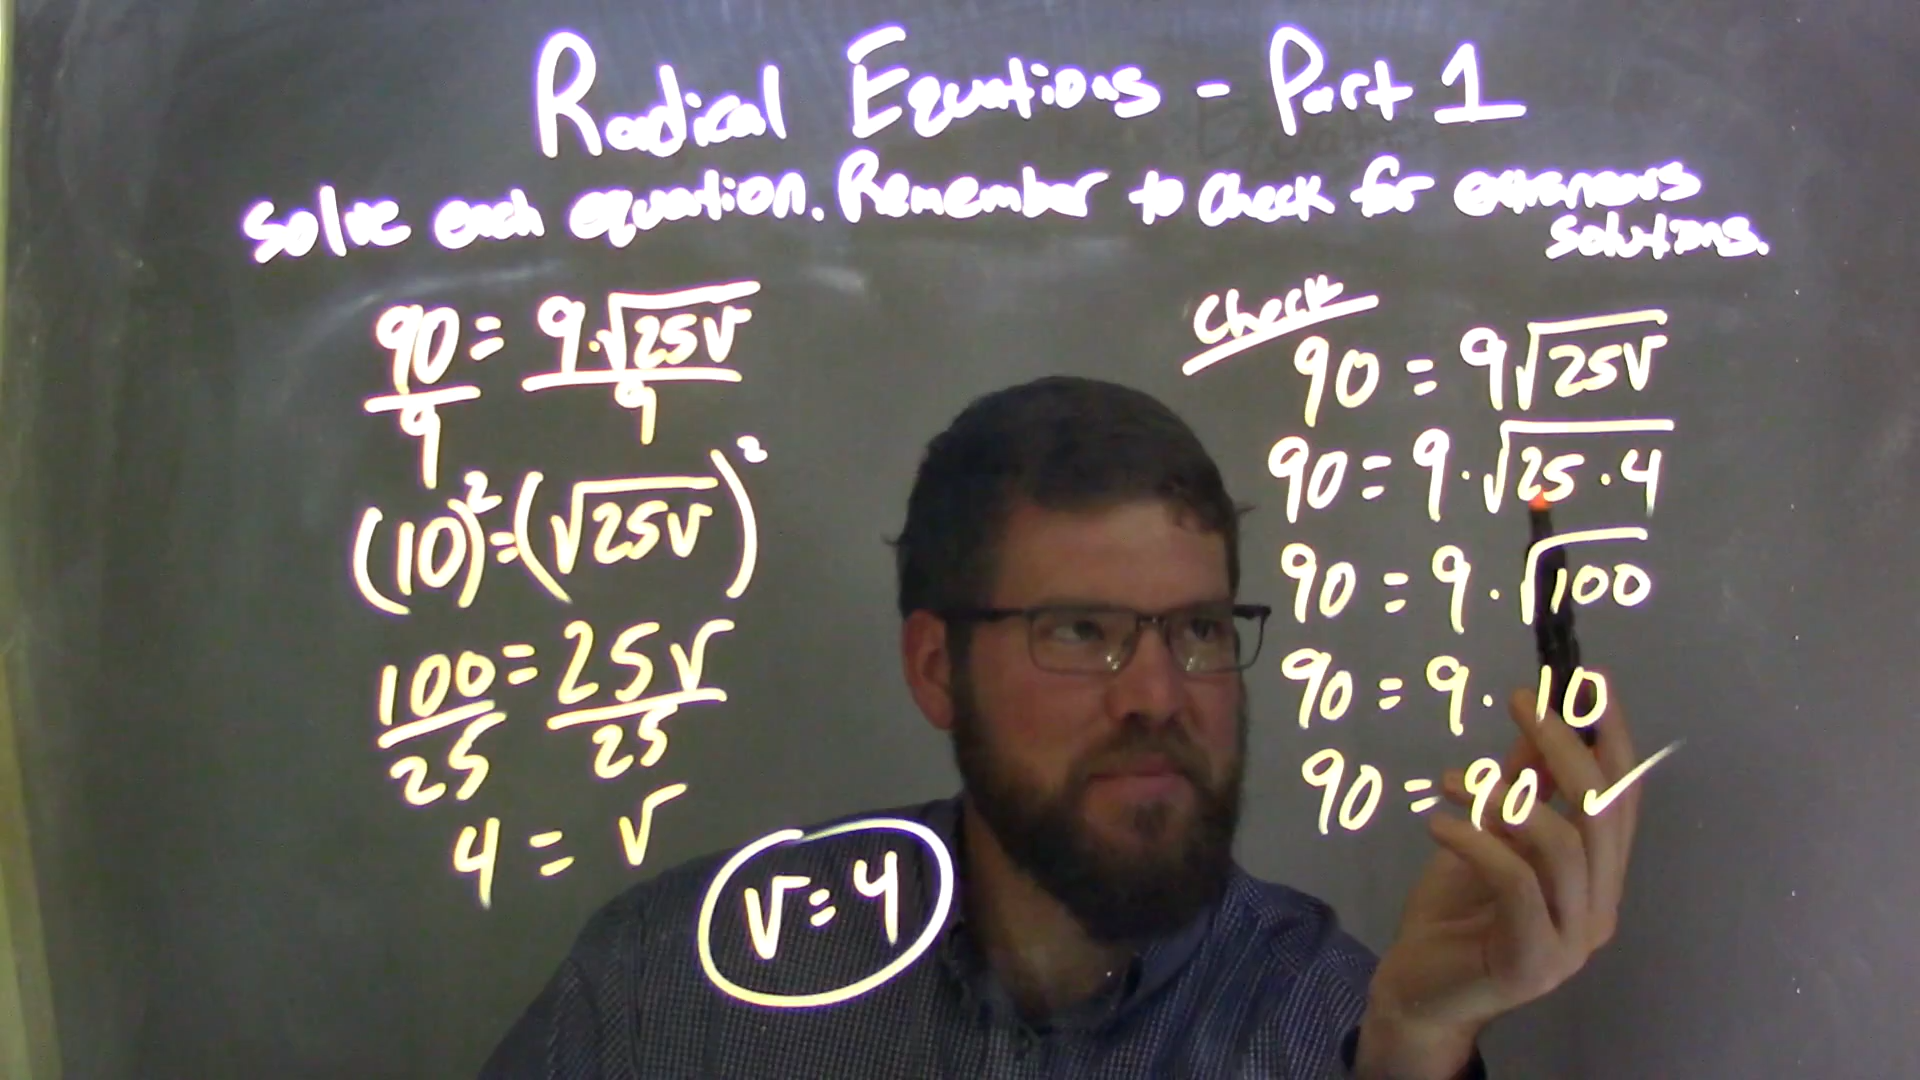 Radical Equations - Part 1
Solve each equation. Remember to check for extraneous
solutions.
90 = 9·√25v
9 9
(10)² = (√25v)²
100 = 25v
25 25
4 = v
v = 4
Check
90 = 9√25v
90 = 9·√25·4
90 = 9·√100
90 = 9·10
90 = 90 ✓